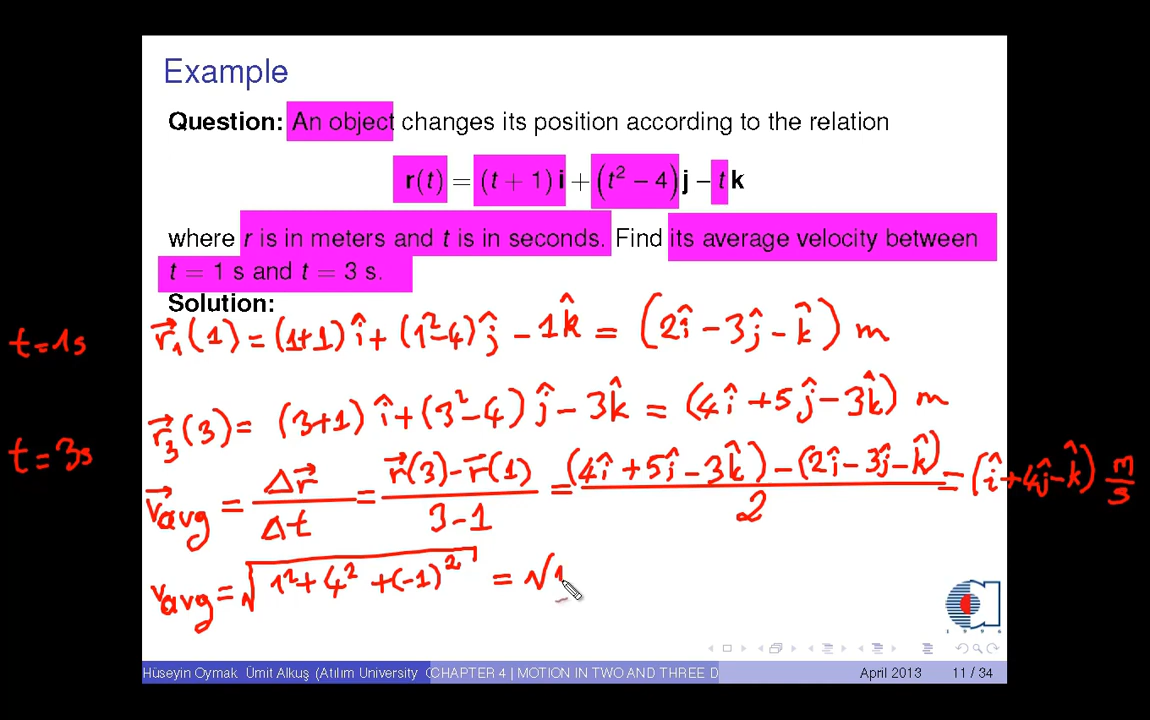 Example
Question: An object changes its position according to the relation
r(t) = (t + 1) i + (t² − 4) j − t k
where r is in meters and t is in seconds. Find its average velocity between
t = 1 s and t = 3 s.
Solution:
t=1s r⃗₁(1) = (1+1) î + (1²-4) ĵ - 1k̂ = (2î - 3ĵ - k̂) m
t=3s r⃗₃(3) = (3+1) î + (3²-4) ĵ - 3k̂ = (4î + 5ĵ - 3k̂) m
v⃗avg = Δr⃗/Δt = (r⃗(3) - r⃗(1))/(3-1) = ((4î + 5ĵ - 3k̂) - (2î - 3ĵ - k̂))/2 = (î + 4ĵ - k̂) m/s
vavg = √(1² + 4² + (-1)²) = √1
1996
Hüseyin Oymak Ümit Alkuş (Atılım University CHAPTER 4 | MOTION IN TWO AND THREE D April 2013 11 / 34